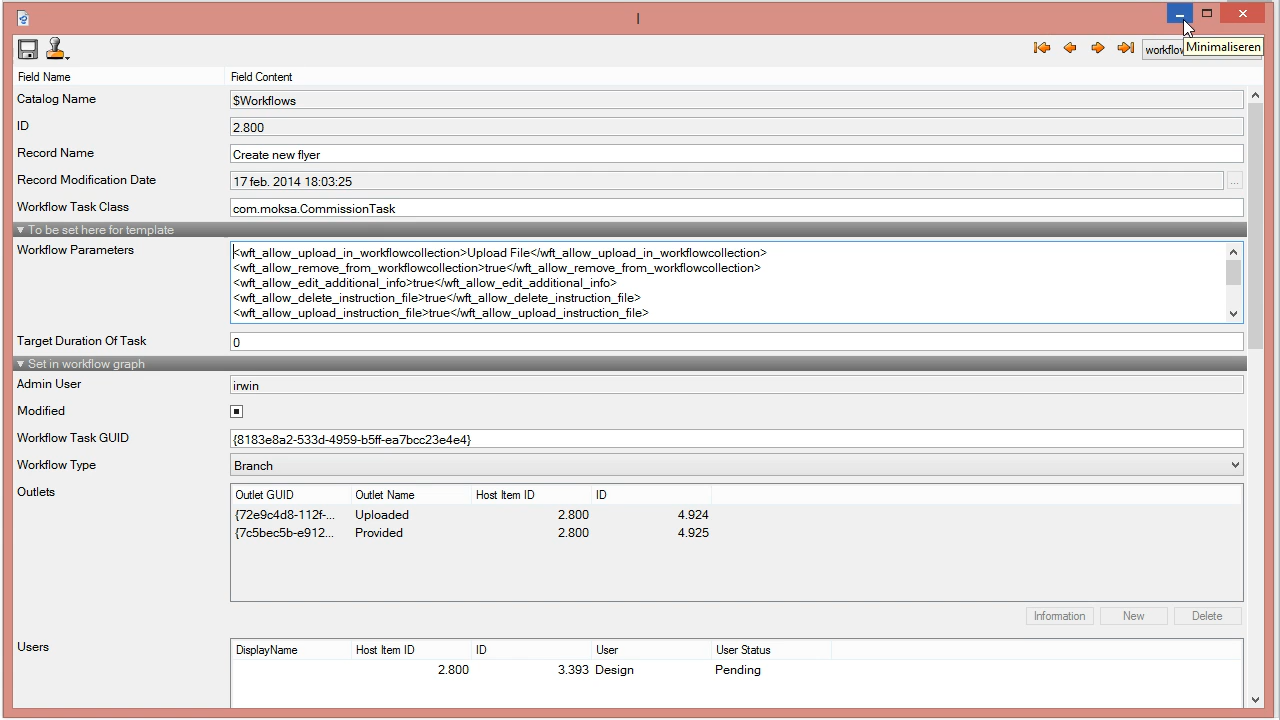 workflow
Minimaliseren
Field Name Field Content
Catalog Name $Workflows
ID 2.800
Record Name Create new flyer
Record Modification Date 17 feb. 2014 18:03:25 ...
Workflow Task Class com.moksa.CommissionTask
To be set here for template
Workflow Parameters <wft_allow_upload_in_workflowcollection>Upload File</wft_allow_upload_in_workflowcollection>
<wft_allow_remove_from_workflowcollection>true</wft_allow_remove_from_workflowcollection>
<wft_allow_edit_additional_info>true</wft_allow_edit_additional_info>
<wft_allow_delete_instruction_file>true</wft_allow_delete_instruction_file>
<wft_allow_upload_instruction_file>true</wft_allow_upload_instruction_file>
Target Duration Of Task 0
Set in workflow graph
Admin User irwin
Modified
Workflow Task GUID {8183e8a2-533d-4959-b5ff-ea7bcc23e4e4}
Workflow Type Branch
Outlets Outlet GUID Outlet Name Host Item ID ID
{72e9c4d8-112f-... Uploaded 2.800 4.924
{7c5bec5b-e912... Provided 2.800 4.925
Information New Delete
Users DisplayName Host Item ID ID User User Status
2.800 3.393 Design Pending